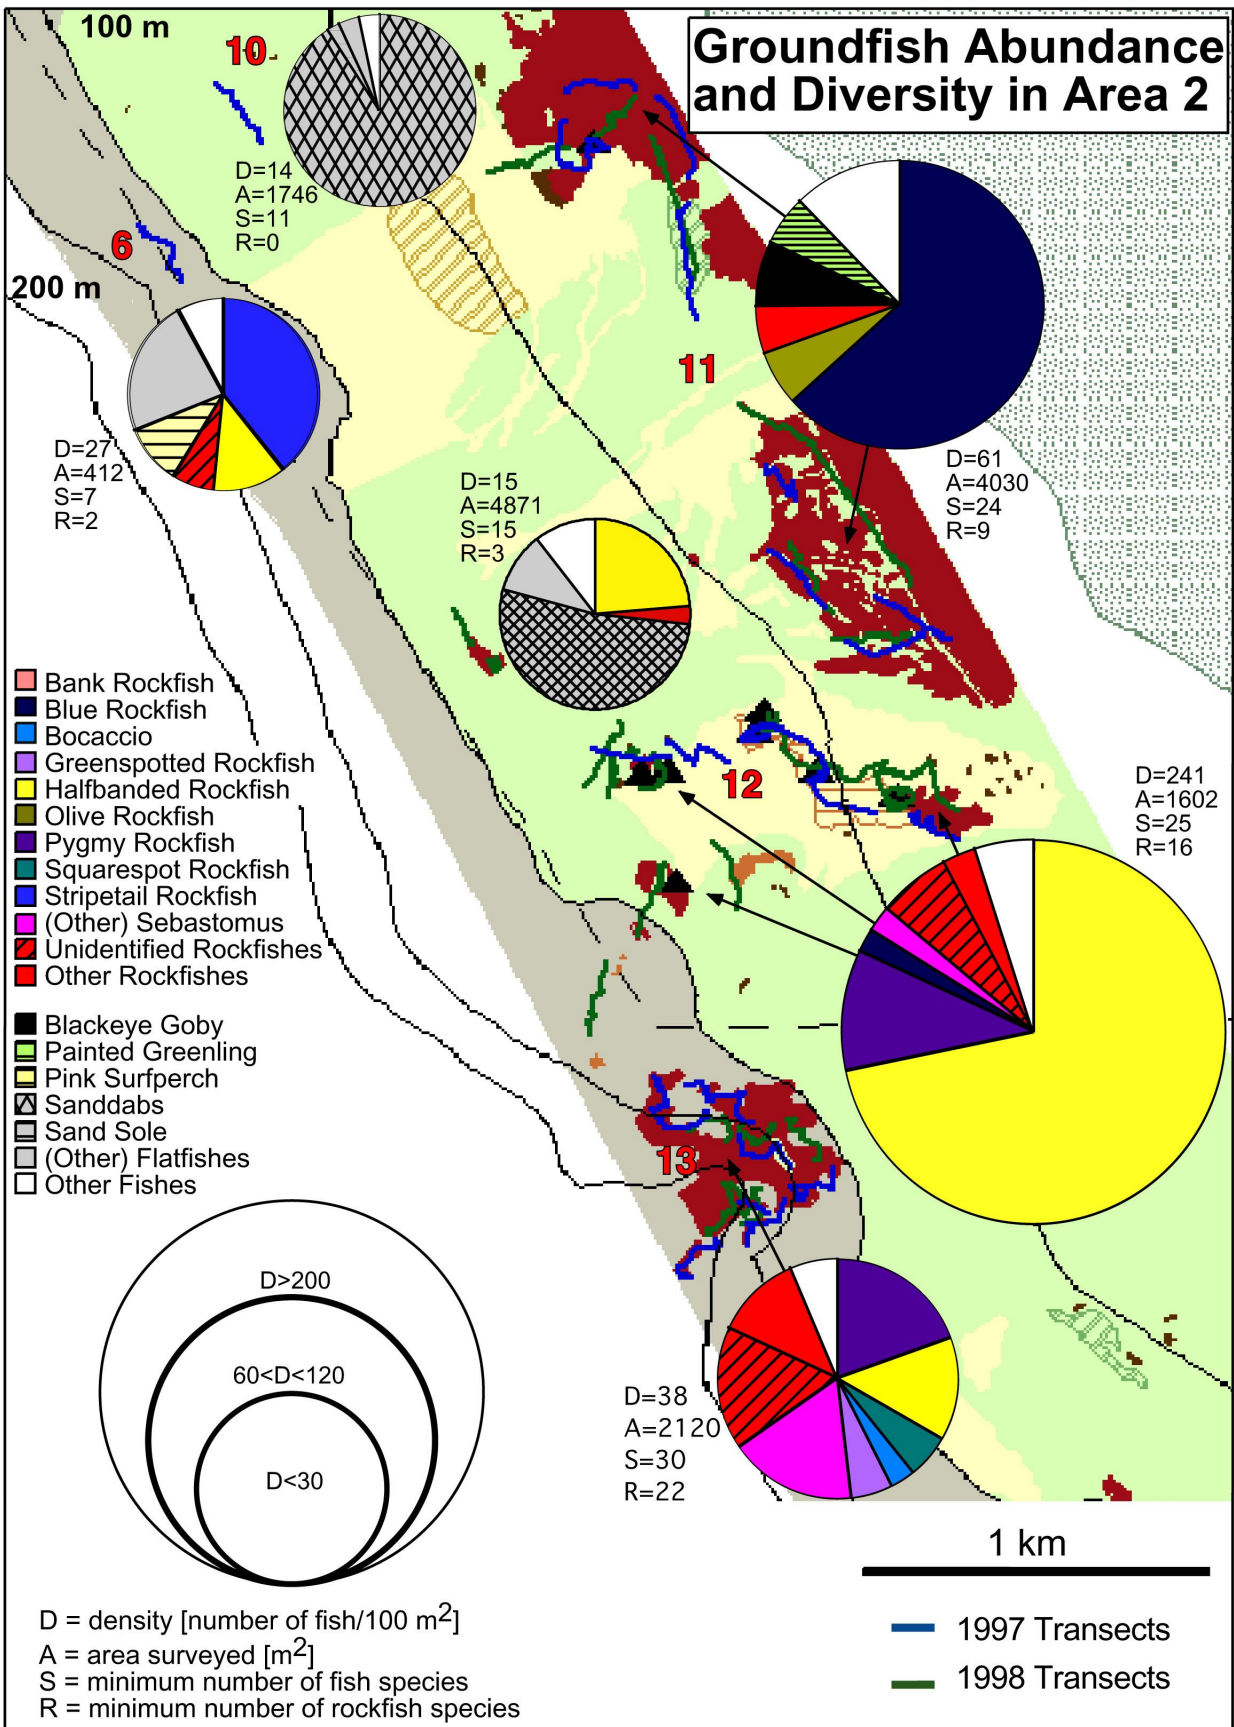 100 m
10
Groundfish Abundance
and Diversity in Area 2
D=14
A=1746
S=11
R=0
6
200 m
11
D=27
A=412
S=7
R=2
D=15
A=4871
S=15
R=3
D=61
A=4030
S=24
R=9
Bank Rockfish
Blue Rockfish
Bocaccio
Greenspotted Rockfish
Halfbanded Rockfish
Olive Rockfish
Pygmy Rockfish
Squarespot Rockfish
Stripetail Rockfish
(Other) Sebastomus
Unidentified Rockfishes
Other Rockfishes
Blackeye Goby
Painted Greenling
Pink Surfperch
Sanddabs
Sand Sole
(Other) Flatfishes
Other Fishes
12
D=241
A=1602
S=25
R=16
13
D=38
A=2120
S=30
R=22
D>200
60<D<120
D<30
D = density [number of fish/100 m2]
A = area surveyed [m2]
S = minimum number of fish species
R = minimum number of rockfish species
1 km
1997 Transects
1998 Transects